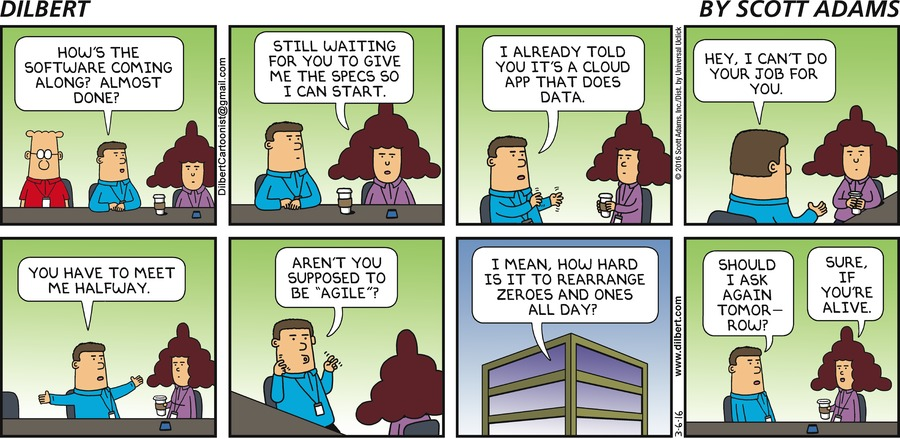 DILBERT
BY SCOTT ADAMS
HOW'S THE
SOFTWARE COMING
ALONG? ALMOST
DONE?
DilbertCartoonist@gmail.com
STILL WAITING
FOR YOU TO GIVE
ME THE SPECS SO
I CAN START.
I ALREADY TOLD
YOU IT'S A CLOUD
APP THAT DOES
DATA.
© 2016 Scott Adams, Inc./Dist. by Universal Uclick
HEY, I CAN'T DO
YOUR JOB FOR
YOU.
YOU HAVE TO MEET
ME HALFWAY.
AREN'T YOU
SUPPOSED TO
BE "AGILE"?
I MEAN, HOW HARD
IS IT TO REARRANGE
ZEROES AND ONES
ALL DAY?
www.dilbert.com
3-6-16
SHOULD
I ASK
AGAIN
TOMOR-
ROW?
SURE,
IF
YOU'RE
ALIVE.